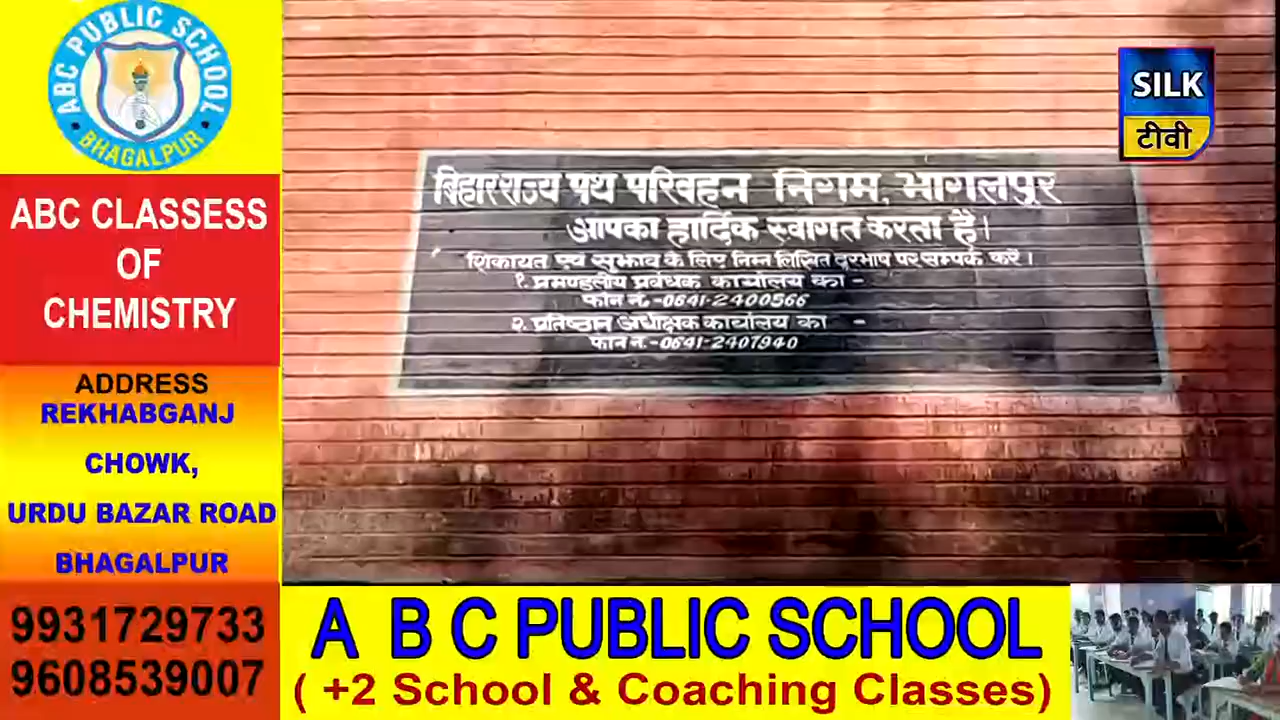 ABC PUBLIC SCHOOL
BHAGALPUR
ABC CLASSESS
OF
CHEMISTRY
ADDRESS
REKHABGANJ
CHOWK,
URDU BAZAR ROAD
BHAGALPUR
9931729733
9608539007
SILK
टीवी
बिहार राज्य पथ परिवहन निगम, भागलपुर
आपका हार्दिक स्वागत करता है।
शिकायत एवं सुझाव के लिए निम्न लिखित दूरभाष पर सम्पर्क करें।
१. प्रमण्डलीय प्रबंधक कार्यालय का -
फोन नं.-0641-2400566
२. प्रतिष्ठान अधीक्षक कार्यालय का -
फोन नं.-0641-2407940
A B C PUBLIC SCHOOL
( +2 School & Coaching Classes)